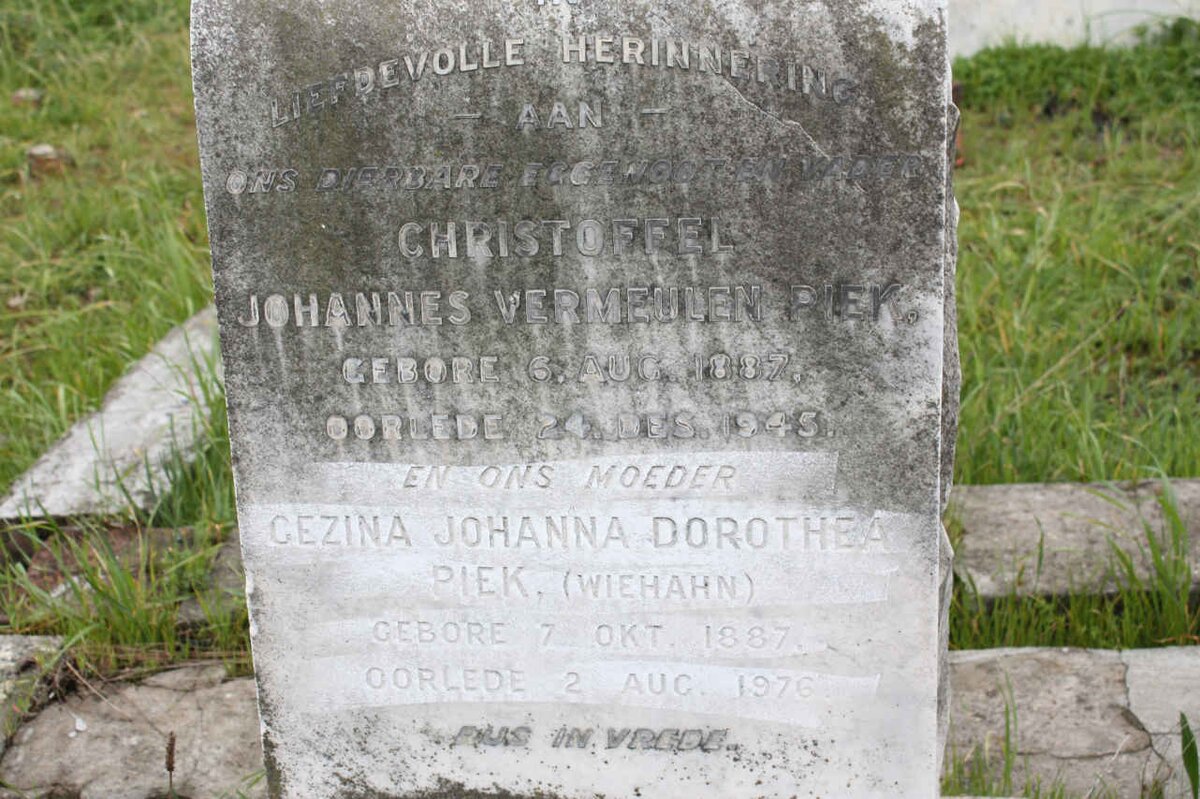 IN
LIEFDEVOLLE HERINNERING
— AAN —
ONS DIERBARE EGGENOOT EN VADER
CHRISTOFFEL
JOHANNES VERMEULEN PIEK,
GEBORE 6. AUG. 1887.
OORLEDE 24. DES. 1945.
EN ONS MOEDER
GEZINA JOHANNA DOROTHEA
PIEK. (WIEHAHN)
GEBORE 7 OKT. 1887.
OORLEDE 2 AUG. 1976
RUS IN VREDE.